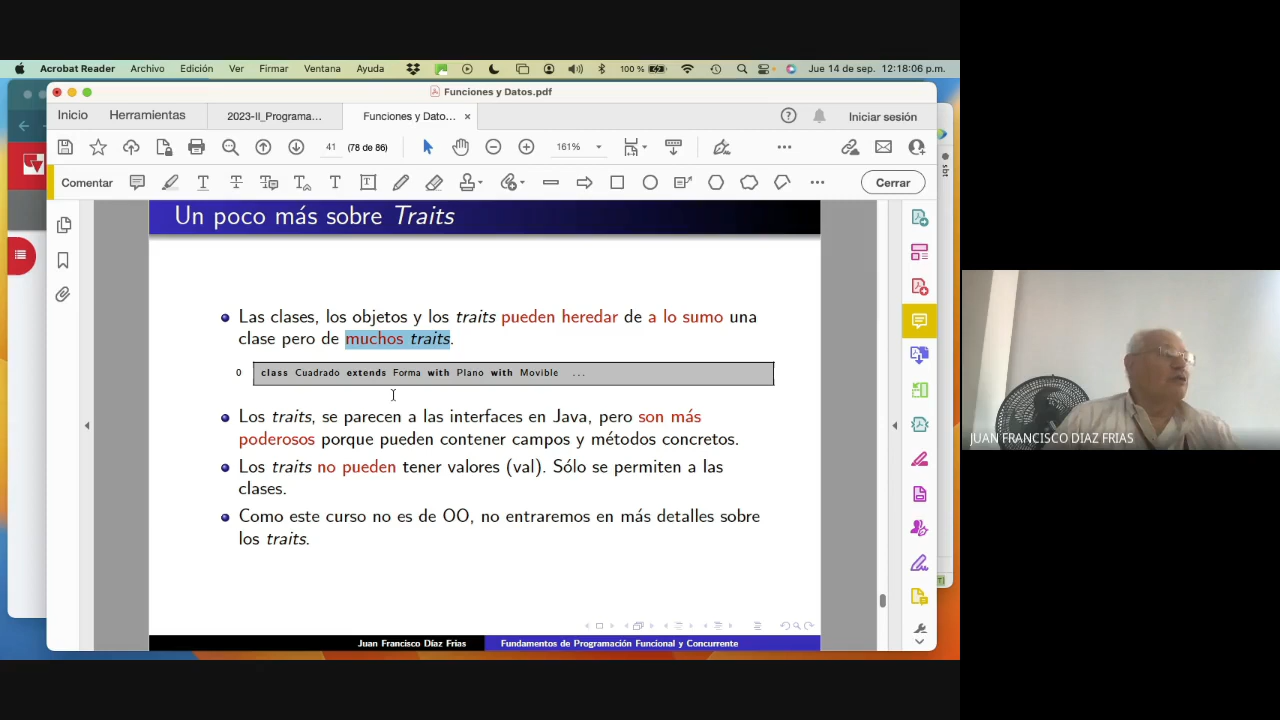 Acrobat Reader Archivo Edición Ver Firmar Ventana Ayuda 100 % Jue 14 de sep. 12:18:06 p.m.
Funciones y Datos.pdf
Inicio Herramientas 2023-II_Programa... Funciones y Dato... × Iniciar sesión
41 (78 de 86) 161%
Comentar Cerrar
sbt
Un poco más sobre Traits
Las clases, los objetos y los traits pueden heredar de a lo sumo una
clase pero de muchos traits.
0 class Cuadrado extends Forma with Plano with Movible ...
Los traits, se parecen a las interfaces en Java, pero son más
poderosos porque pueden contener campos y métodos concretos.
Los traits no pueden tener valores (val). Sólo se permiten a las
clases.
Como este curso no es de OO, no entraremos en más detalles sobre
los traits.
Juan Francisco Díaz Frias Fundamentos de Programación Funcional y Concurrente
JUAN FRANCISCO DIAZ FRIAS